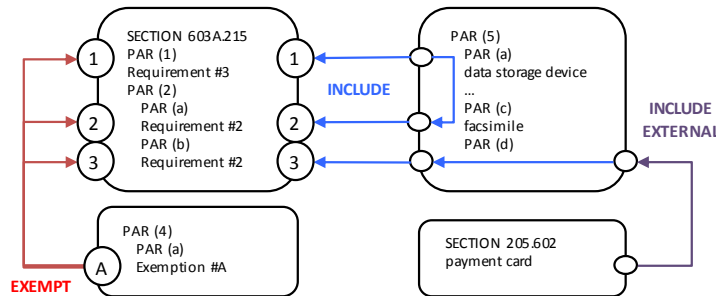 SECTION 603A.215
PAR (1)
Requirement #3
PAR (2)
PAR (a)
Requirement #2
PAR (b)
Requirement #2
1
2
3
1
2
3
INCLUDE
PAR (5)
PAR (a)
data storage device
...
PAR (c)
facsimile
PAR (d)
INCLUDE
EXTERNAL
PAR (4)
PAR (a)
Exemption #A
A
EXEMPT
SECTION 205.602
payment card